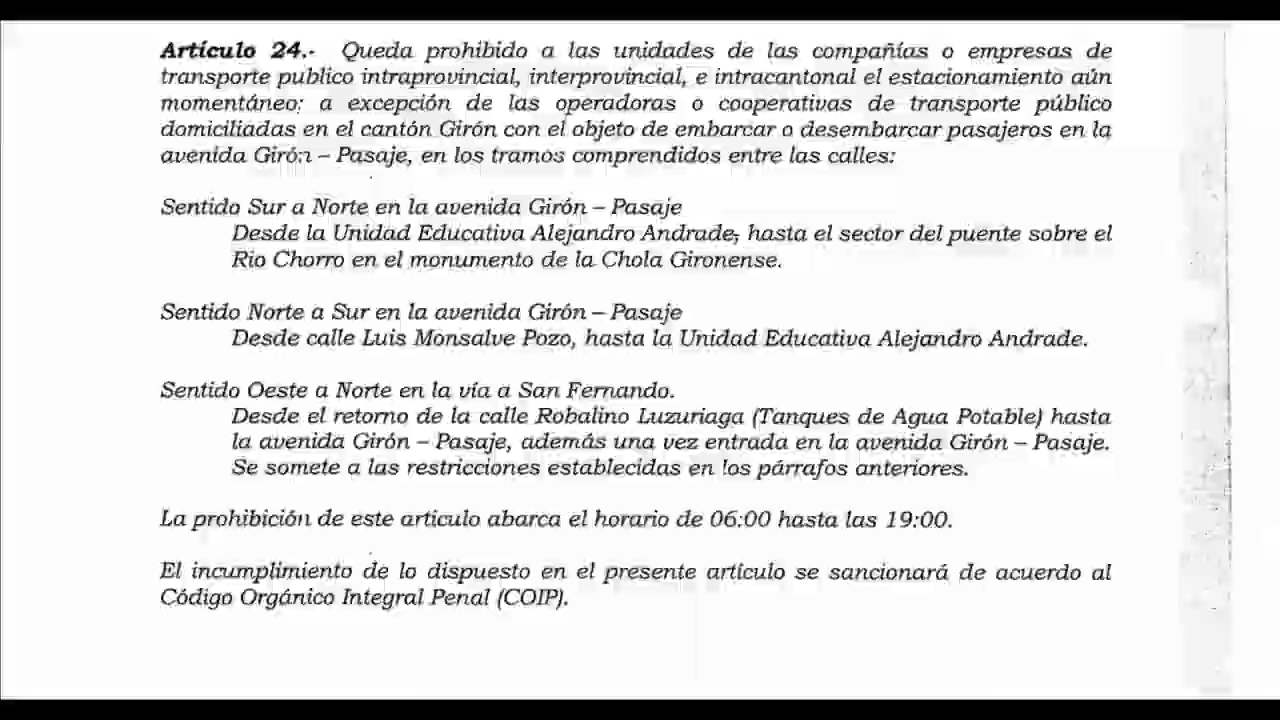 Artículo 24.- Queda prohibido a las unidades de las compañías o empresas de
transporte publico intraprovincial, interprovincial, e intracantonal el estacionamiento aún
momentáneo; a excepción de las operadoras o cooperativas de transporte público
domiciliadas en el cantón Girón con el objeto de embarcar o desembarcar pasajeros en la
avenida Girón – Pasaje, en los tramos comprendidos entre las calles:
Sentido Sur a Norte en la avenida Girón – Pasaje
Desde la Unidad Educativa Alejandro Andrade, hasta el sector del puente sobre el
Rio Chorro en el monumento de la Chola Gironense.
Sentido Norte a Sur en la avenida Girón – Pasaje
Desde calle Luis Monsalve Pozo, hasta la Unidad Educativa Alejandro Andrade.
Sentido Oeste a Norte en la vía a San Fernando.
Desde el retorno de la calle Robalino Luzuriaga (Tanques de Agua Potable) hasta
la avenida Girón – Pasaje, además una vez entrada en la avenida Girón – Pasaje.
Se somete a las restricciones establecidas en los párrafos anteriores.
La prohibición de este artículo abarca el horario de 06:00 hasta las 19:00.
El incumplimiento de lo dispuesto en el presente artículo se sancionará de acuerdo al
Código Orgánico Integral Penal (COIP).